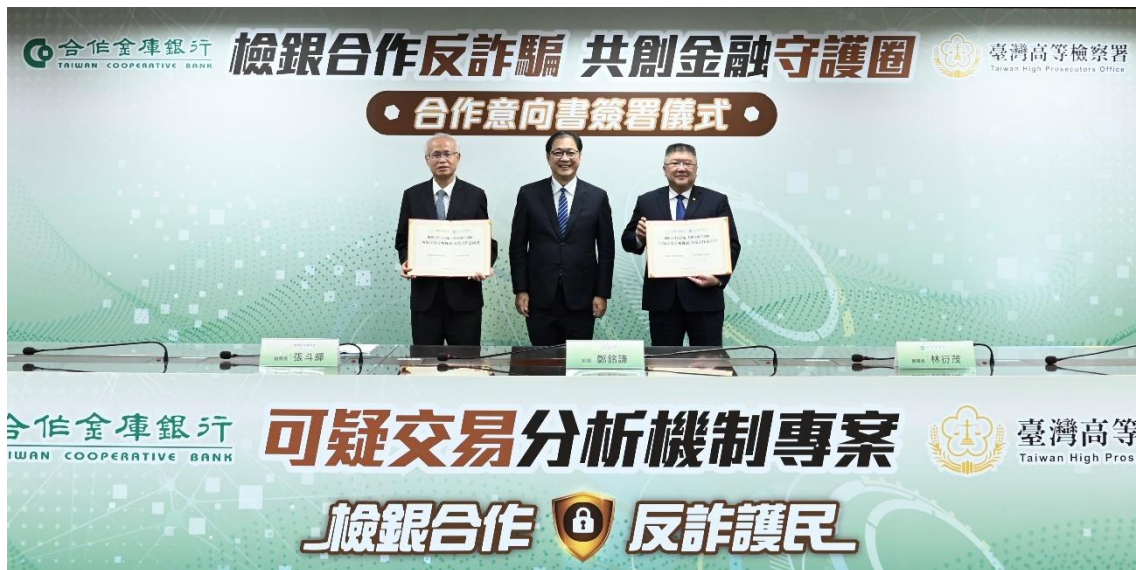 合作金庫銀行
TAIWAN COOPERATIVE BANK
檢銀合作反詐騙 共創金融守護圈
臺灣高等檢察署
Taiwan High Prosecutors Office
合作意向書簽署儀式
張斗輝
鄭銘謙
林衍茂
合作金庫銀行
IWAN COOPERATIVE BANK
可疑交易分析機制專案
臺灣高等
Taiwan High Pros
檢銀合作 反詐護民